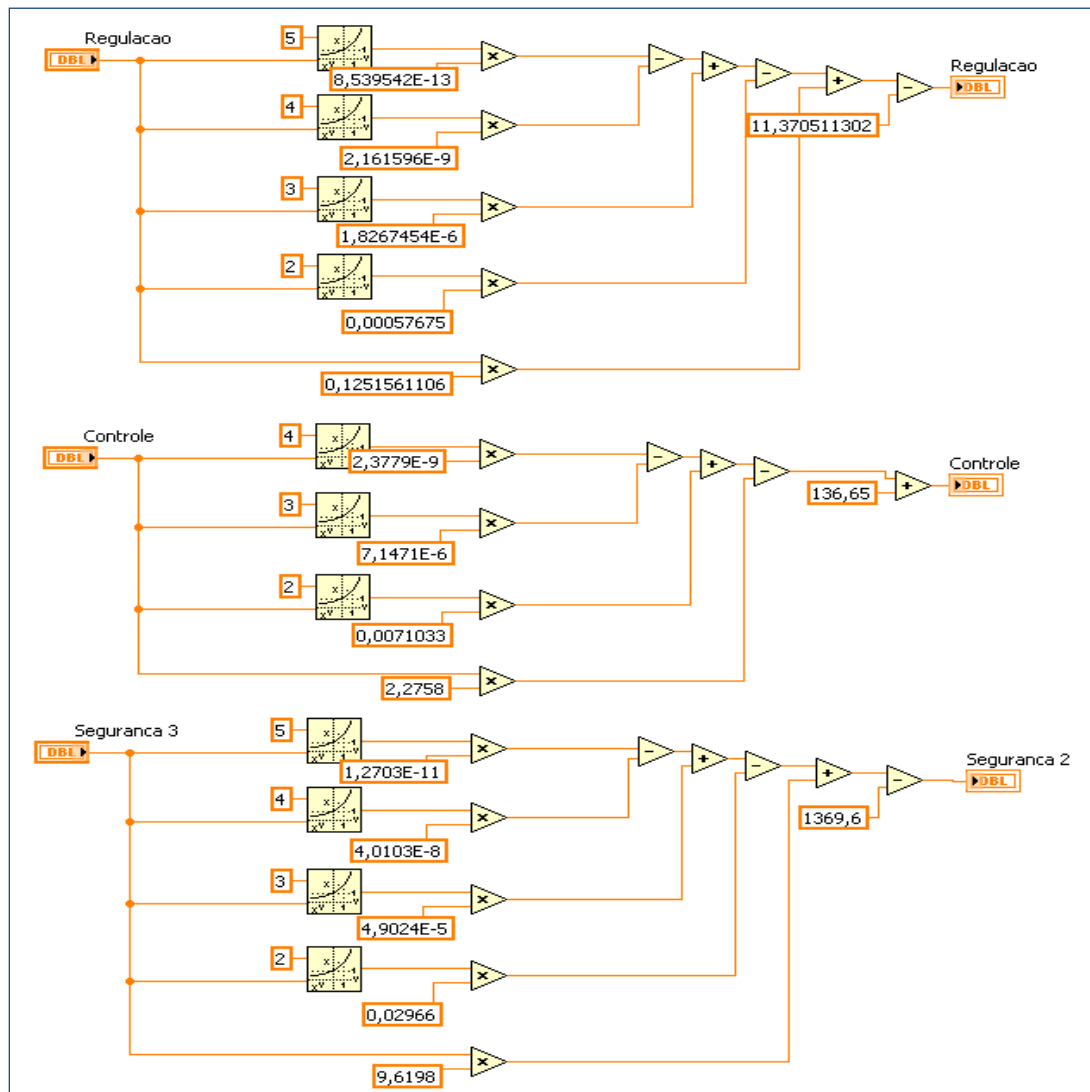 Regulacao
DBL
5
8,539542E-13
4
2,161596E-9
3
1,8267454E-6
2
0,00057675
0,1251561106
11,370511302
Regulacao
DBL
Controle
DBL
4
2,3779E-9
3
7,1471E-6
2
0,0071033
2,2758
136,65
Controle
DBL
Seguranca 3
DBL
5
1,2703E-11
4
4,0103E-8
3
4,9024E-5
2
0,02966
9,6198
1369,6
Seguranca 2
DBL